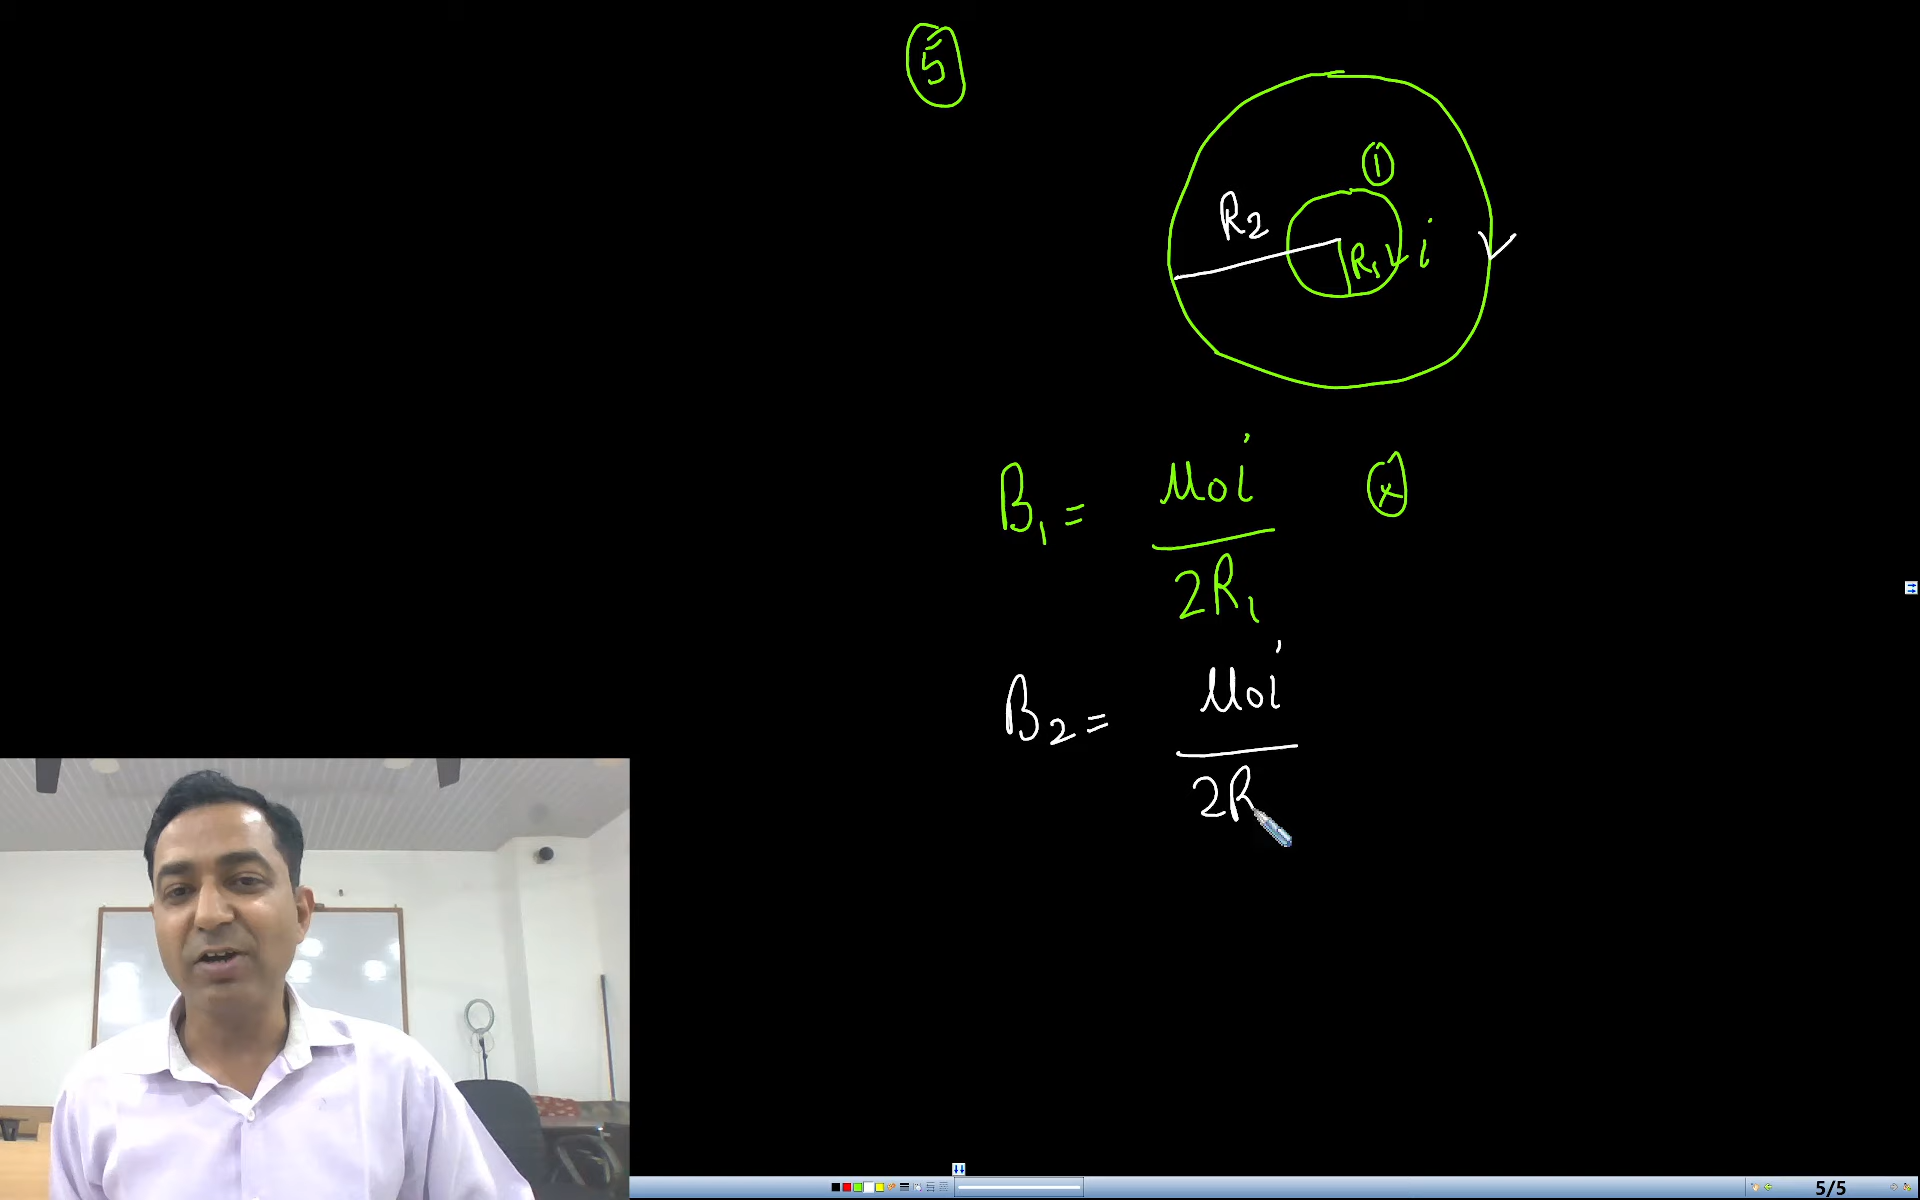 5
1
R2
R1
i
B1 = μ0i
2R1
×
B2 = μ0i
2R
5/5